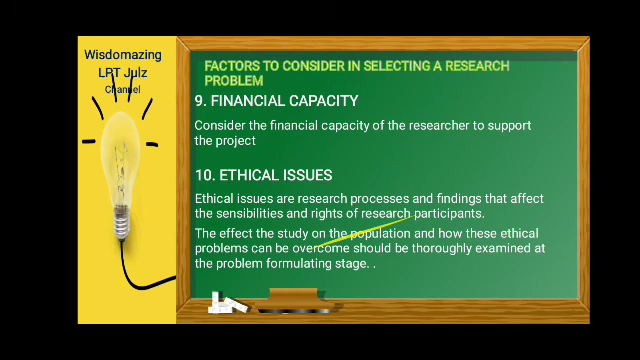 Wisdomazing
LPT Julz
Channel
FACTORS TO CONSIDER IN SELECTING A RESEARCH
PROBLEM
9. FINANCIAL CAPACITY
Consider the financial capacity of the researcher to support
the project
10. ETHICAL ISSUES
Ethical issues are research processes and findings that affect
the sensibilities and rights of research participants.
The effect the study on the population and how these ethical
problems can be overcome should be thoroughly examined at
the problem formulating stage. .